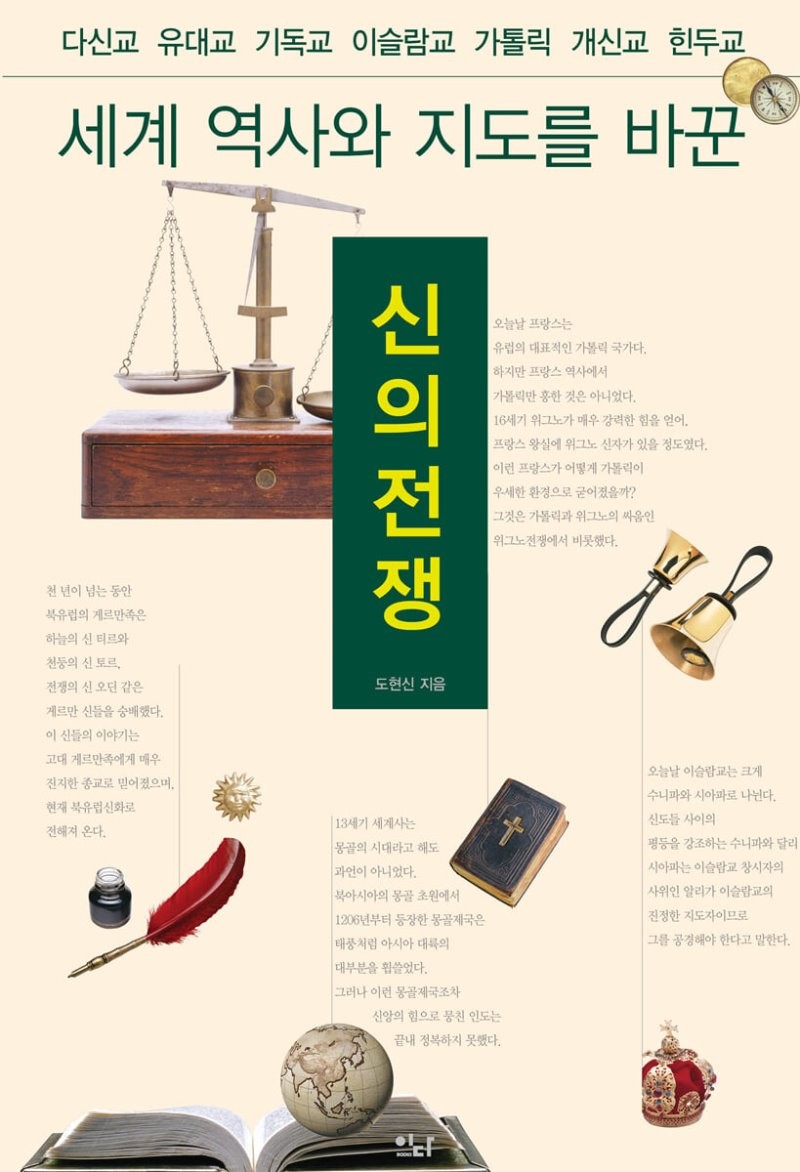 다신교 유대교 기독교 이슬람교 가톨릭 개신교 힌두교
세계 역사와 지도를 바꾼
신의전쟁
도현신 지음
오늘날 프랑스는
유럽의 대표적인 가톨릭 국가다.
하지만 프랑스 역사에서
가톨릭만 흥한 것은 아니었다.
16세기 위그노가 매우 강력한 힘을 얻어,
프랑스 왕실에 위그노 신자가 있을 정도였다.
이런 프랑스가 어떻게 가톨릭이
우세한 환경으로 굳어졌을까?
그것은 가톨릭과 위그노의 싸움인
위그노전쟁에서 비롯했다.
천 년이 넘는 동안
북유럽의 게르만족은
하늘의 신 티르와
천둥의 신 토르,
전쟁의 신 오딘 같은
게르만 신들을 숭배했다.
이 신들의 이야기는
고대 게르만족에게 매우
진지한 종교로 믿어졌으며,
현재 북유럽신화로
전해져 온다.
13세기 세계사는
몽골의 시대라고 해도
과언이 아니었다.
북아시아의 몽골 초원에서
1206년부터 등장한 몽골제국은
태풍처럼 아시아 대륙의
대부분을 휩쓸었다.
그러나 이런 몽골제국조차
신앙의 힘으로 뭉친 인도는
끝내 정복하지 못했다.
오늘날 이슬람교는 크게
수니파와 시아파로 나뉜다.
신도들 사이의
평등을 강조하는 수니파와 달리
시아파는 이슬람교 창시자의
사위인 알리가 이슬람교의
진정한 지도자이므로
그를 공경해야 한다고 말한다.
이다
BOOKS